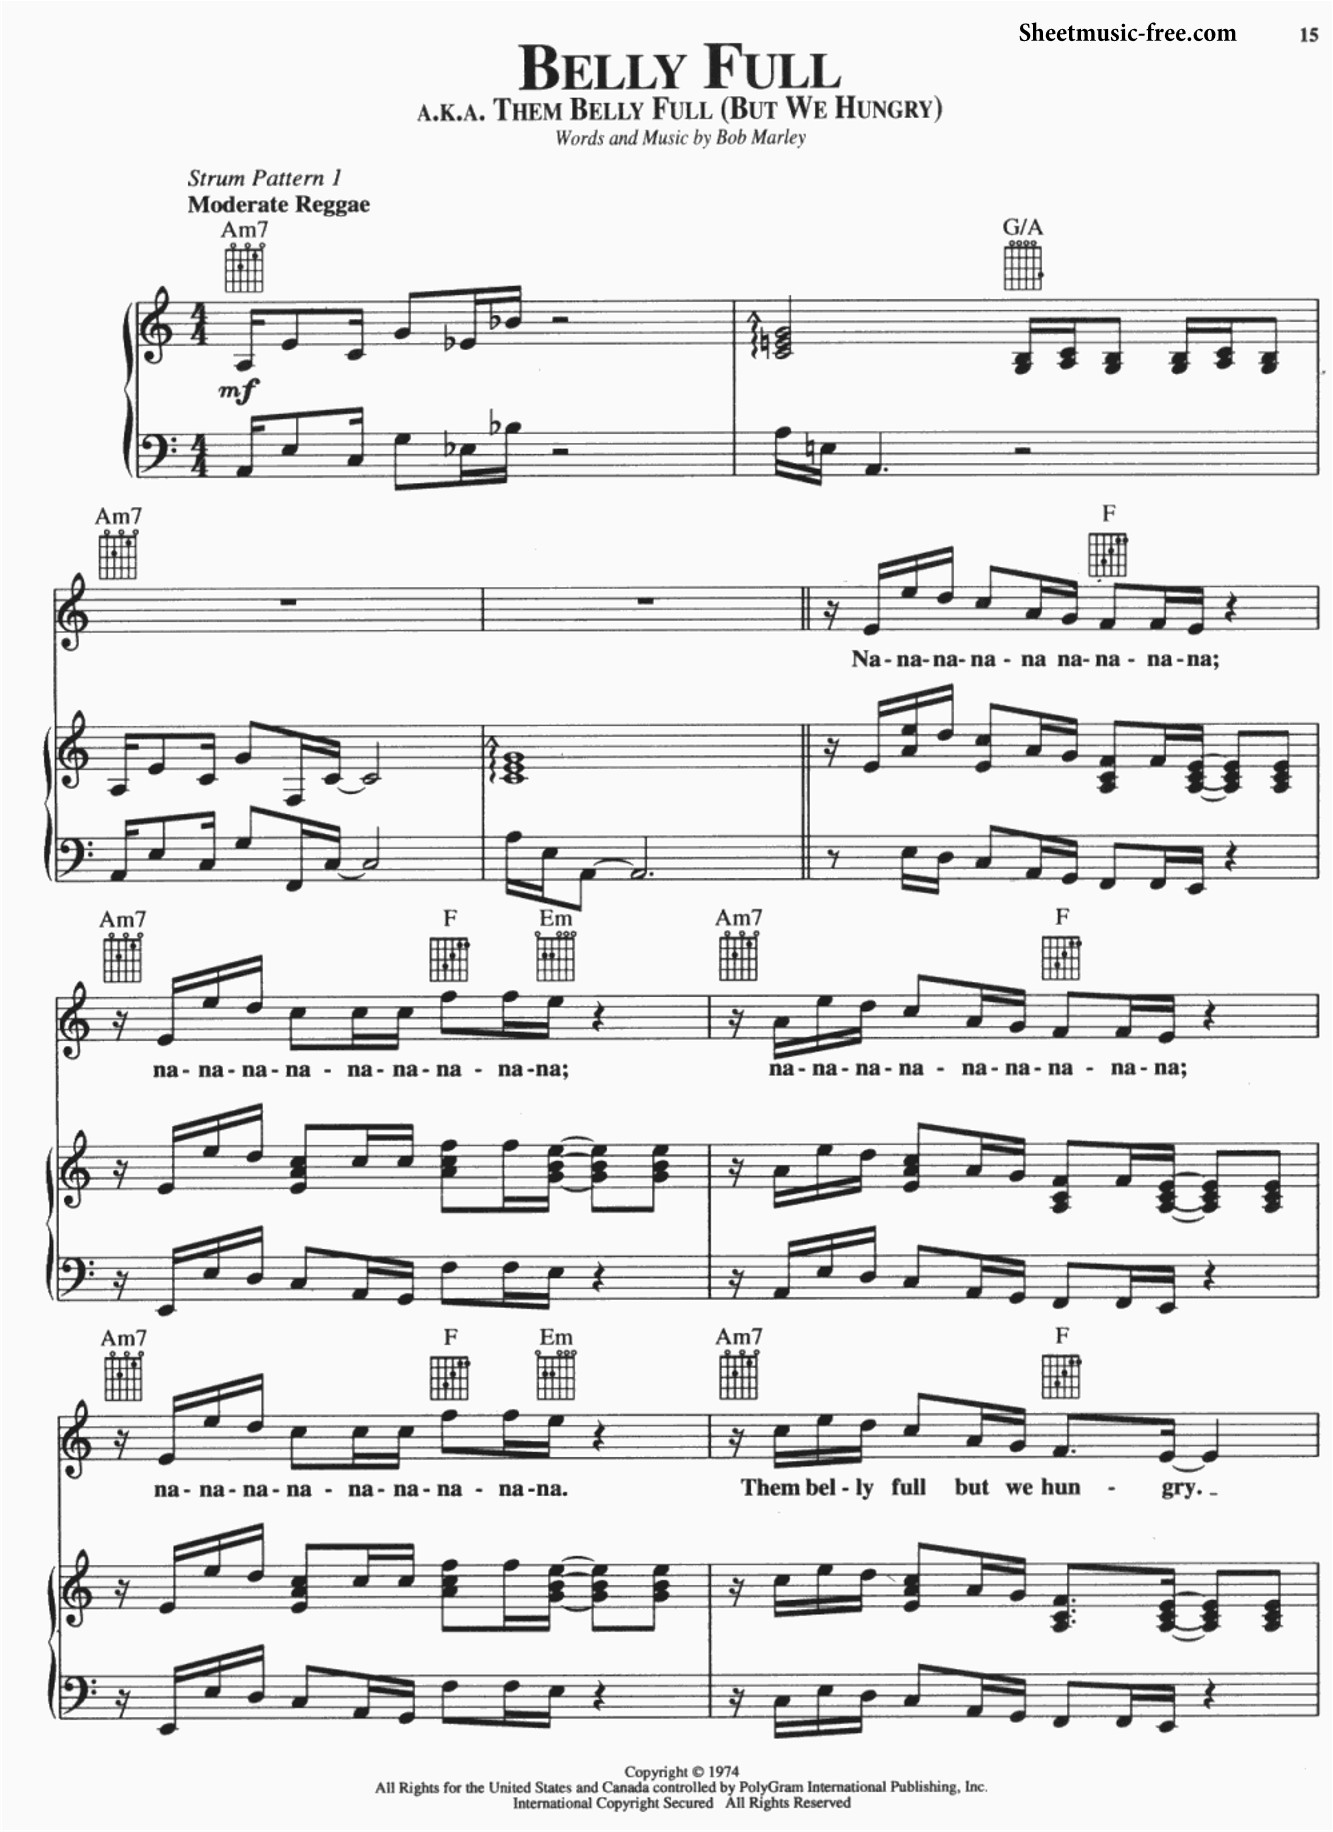 Sheetmusic-free.com
15
BELLY FULL
A.K.A. THEM BELLY FULL (BUT WE HUNGRY)
Words and Music by Bob Marley
Strum Pattern 1
Moderate Reggae
Am7 G/A
4 4
mf
4 4
Am7 F
Na - na - na - na - na na - na - na - na;
Am7 F Em Am7 F
na - na - na - na - na - na - na - na - na; na - na - na - na - na - na - na - na - na;
Am7 F Em Am7 F
na - na - na - na - na - na - na - na - na. Them bel - ly full but we hun - gry.
Copyright © 1974
All Rights for the United States and Canada controlled by PolyGram International Publishing, Inc.
International Copyright Secured All Rights Reserved